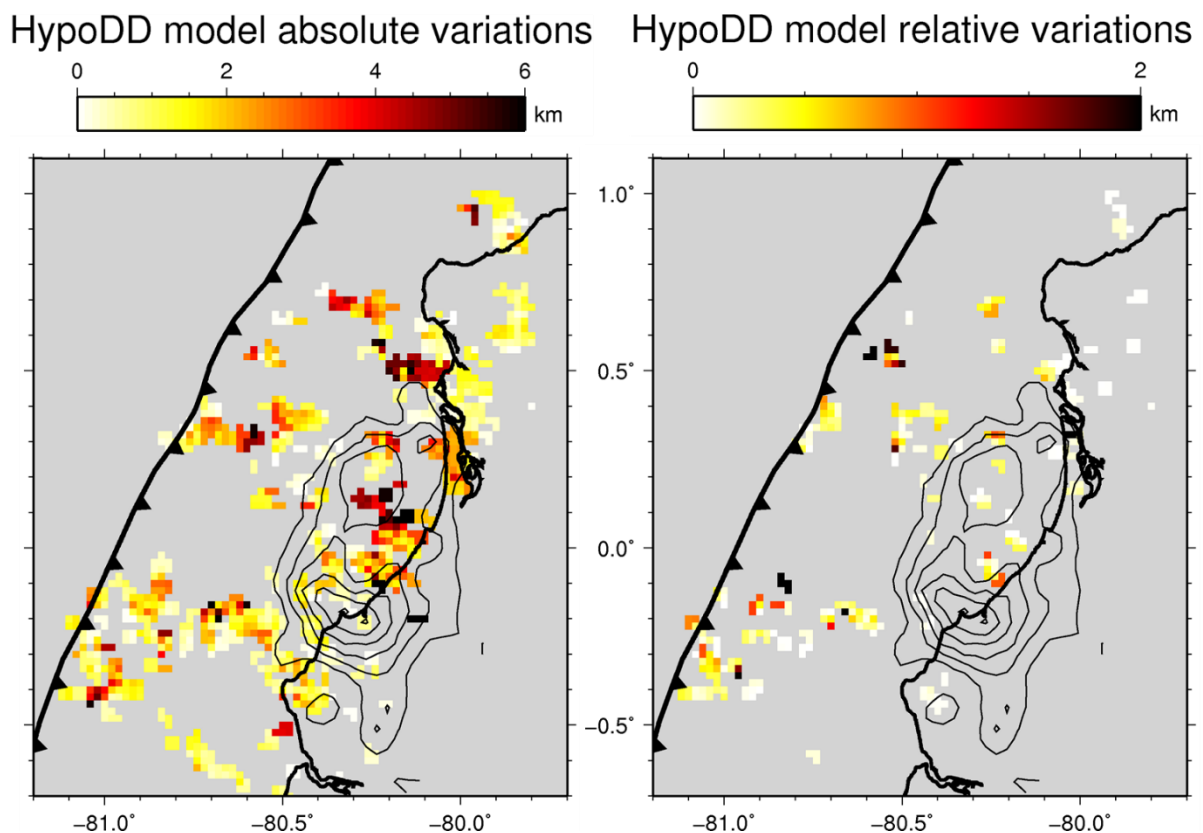 HypoDD model absolute variations
0 2 4 6
km
HypoDD model relative variations
0 2
km
1.0°
0.5°
0.0°
−0.5°
−81.0° −80.5° −80.0°
−81.0° −80.5° −80.0°